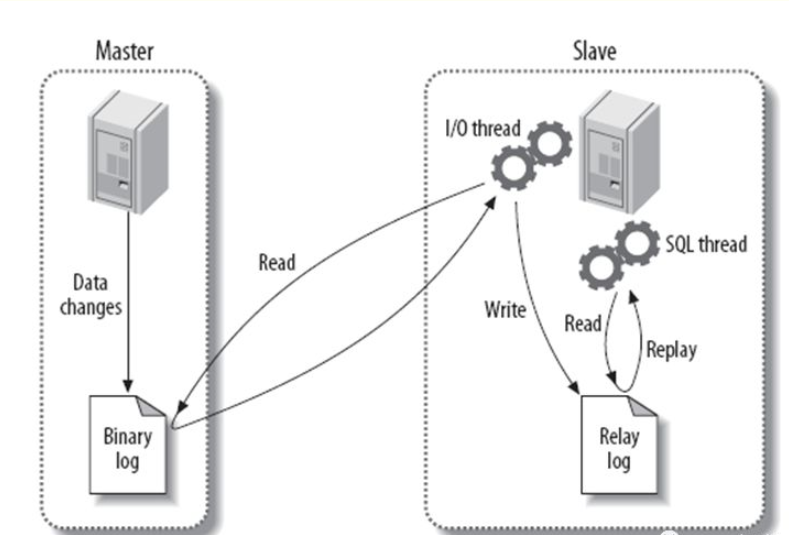 Master
Slave
I/O thread
SQL thread
Read
Data
changes
Write
Read
Replay
Binary
log
Relay
log